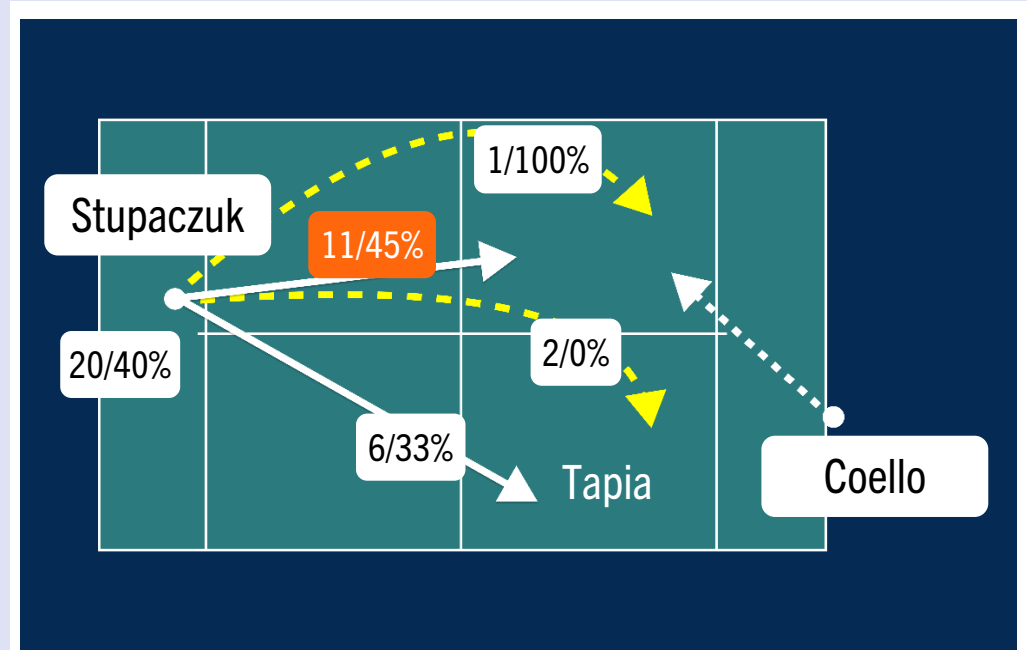 1/100%
Stupaczuk
11/45%
20/40%
2/0%
6/33%
Tapia
Coello